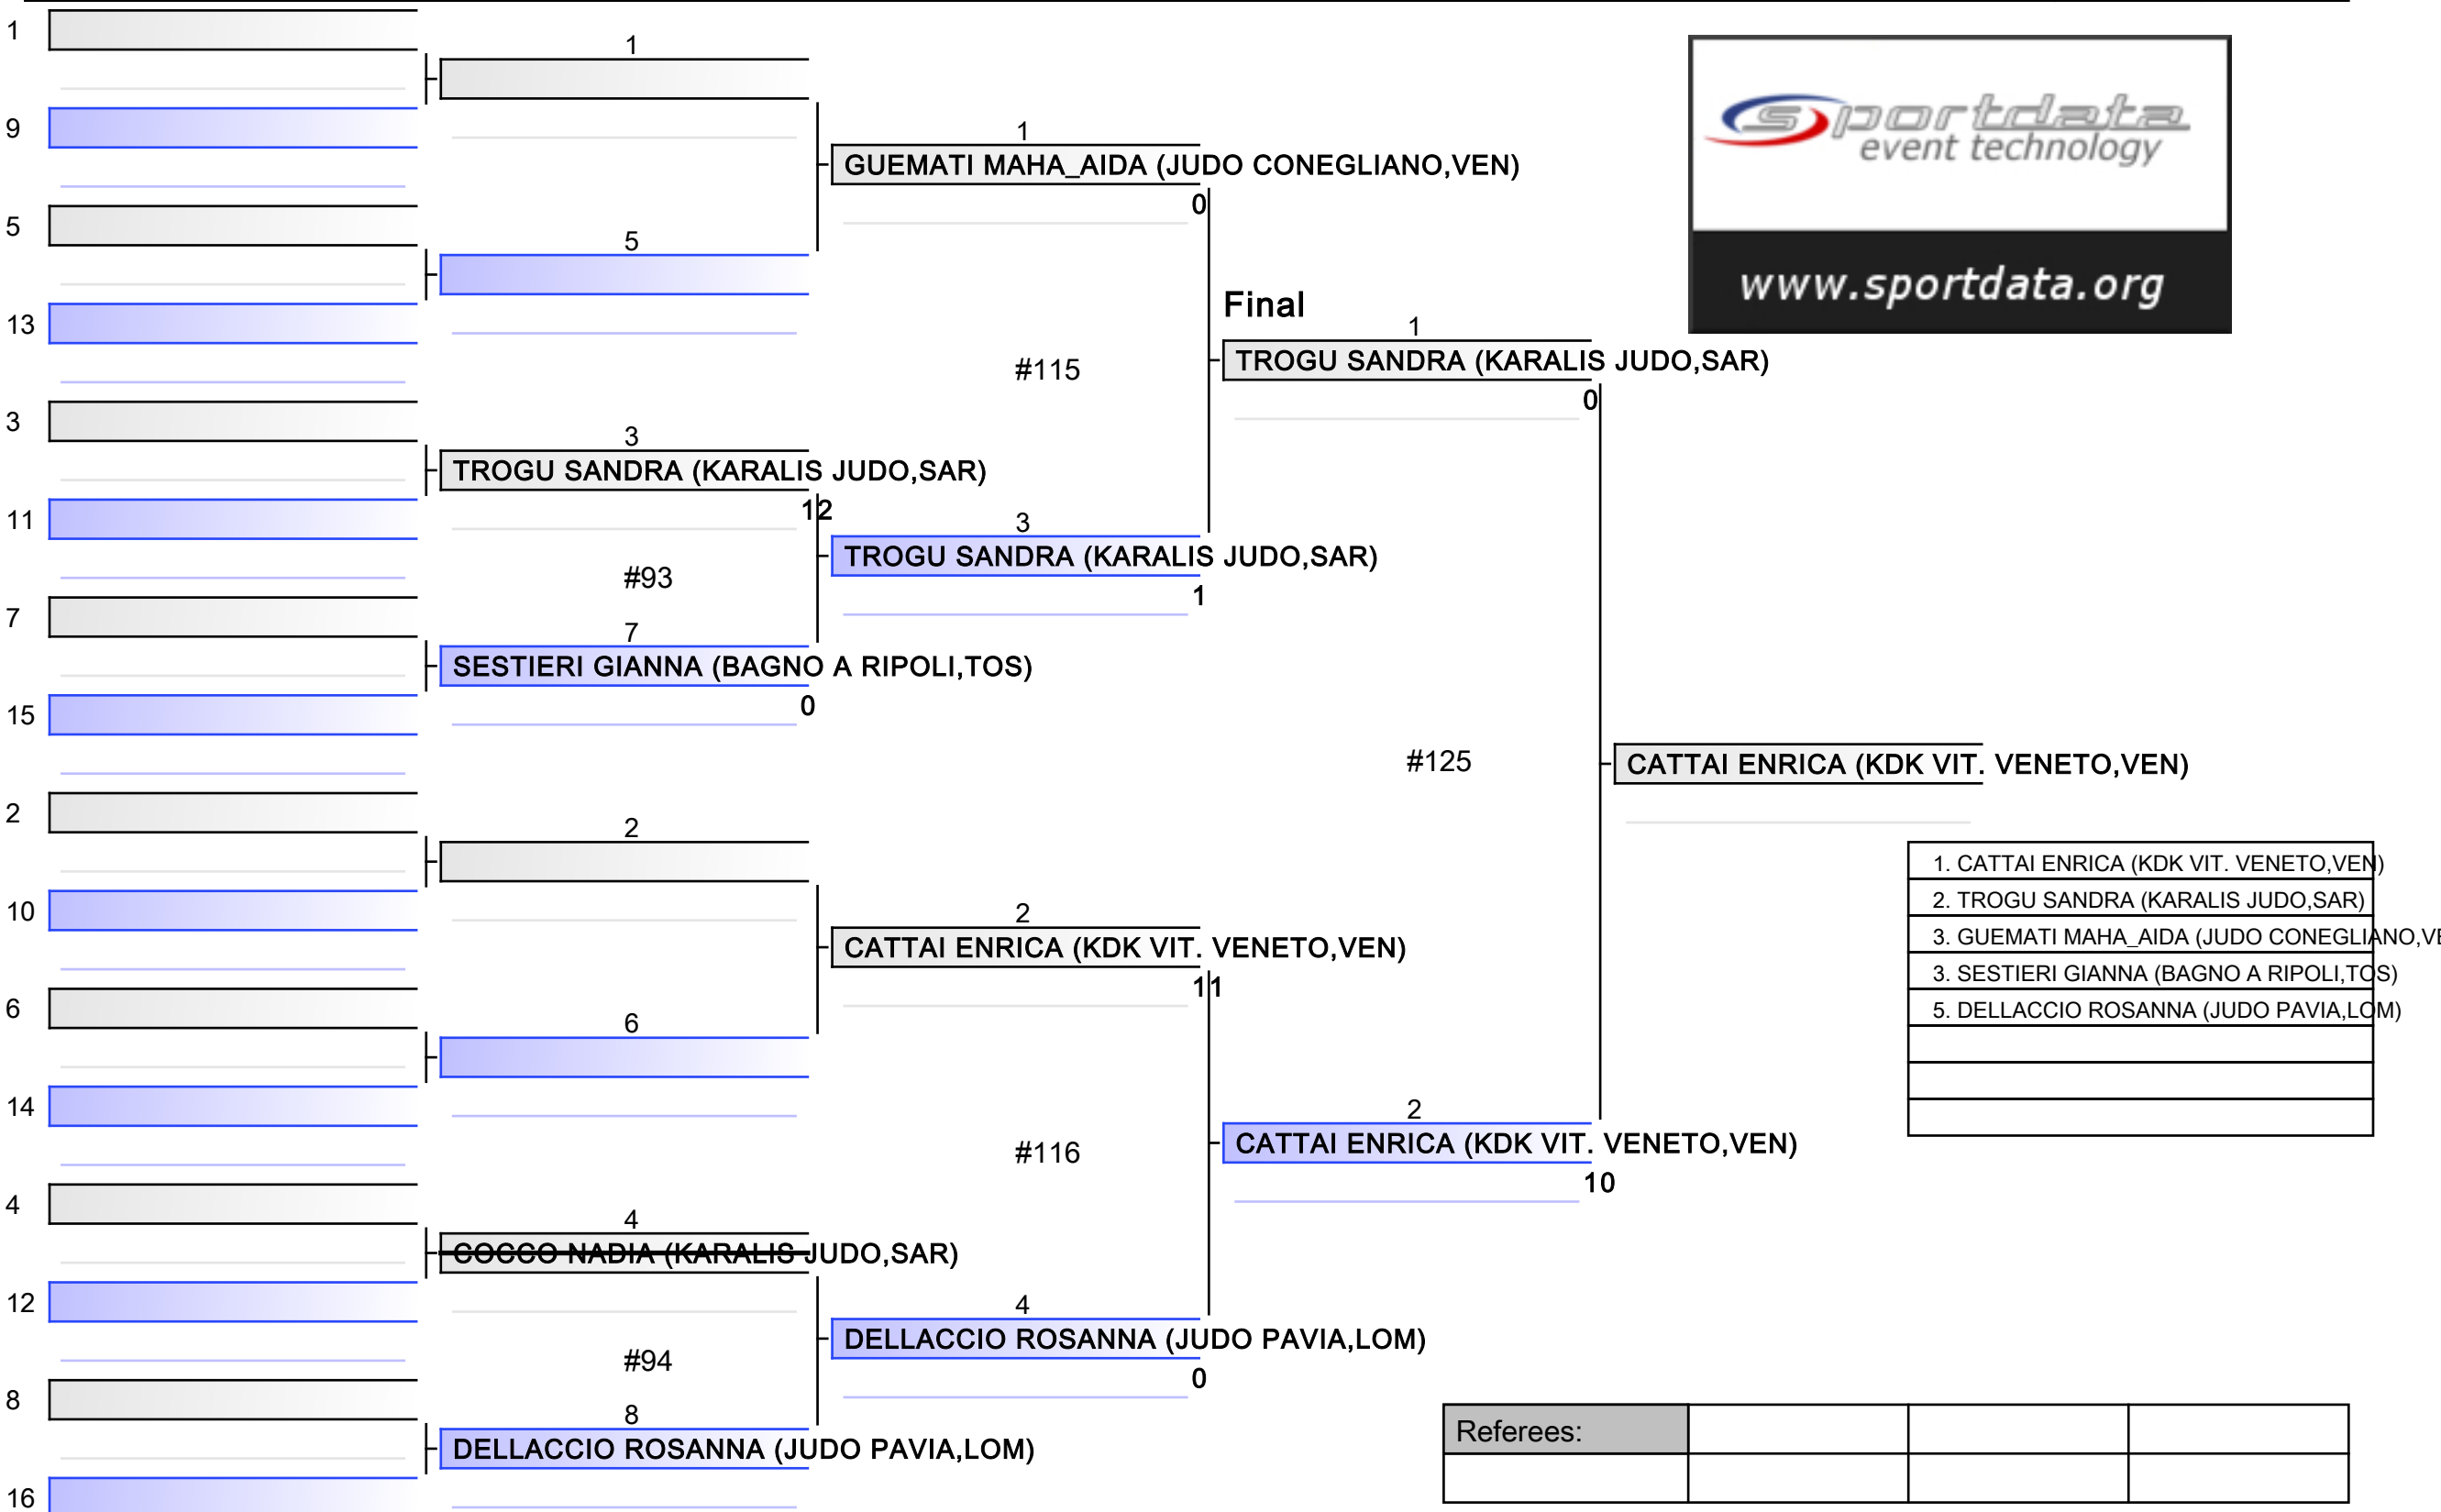 1
1
9
GUEMATI MAHA_AIDA (JUDO CONEGLIANO,VEN)
1
0
5
5
13
sportdata
event technology
www.sportdata.org
Final
1
TROGU SANDRA (KARALIS JUDO,SAR)
0
#115
3
3
TROGU SANDRA (KARALIS JUDO,SAR)
12
11
3
TROGU SANDRA (KARALIS JUDO,SAR)
1
#93
7
7
SESTIERI GIANNA (BAGNO A RIPOLI,TOS)
0
15
#125
CATTAI ENRICA (KDK VIT. VENETO,VEN)
2
2
10
2
CATTAI ENRICA (KDK VIT. VENETO,VEN)
11
1. CATTAI ENRICA (KDK VIT. VENETO,VEN)
2. TROGU SANDRA (KARALIS JUDO,SAR)
3. GUEMATI MAHA_AIDA (JUDO CONEGLIANO,VE
3. SESTIERI GIANNA (BAGNO A RIPOLI,TOS)
5. DELLACCIO ROSANNA (JUDO PAVIA,LOM)
6
6
14
#116
2
CATTAI ENRICA (KDK VIT. VENETO,VEN)
10
4
4
COCCO NADIA (KARALIS JUDO,SAR)
12
4
DELLACCIO ROSANNA (JUDO PAVIA,LOM)
0
#94
8
8
DELLACCIO ROSANNA (JUDO PAVIA,LOM)
16
Referees: